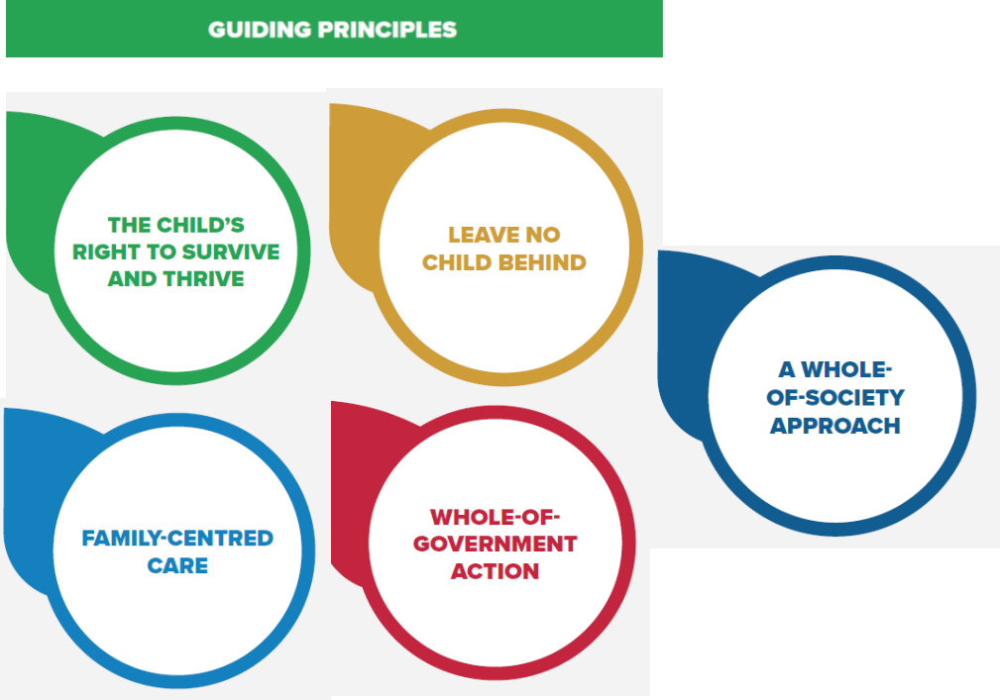 GUIDING PRINCIPLES
THE CHILD’S
RIGHT TO SURVIVE
AND THRIVE
LEAVE NO
CHILD BEHIND
FAMILY-CENTRED
CARE
WHOLE-OF-
GOVERNMENT
ACTION
A WHOLE-
OF-SOCIETY
APPROACH